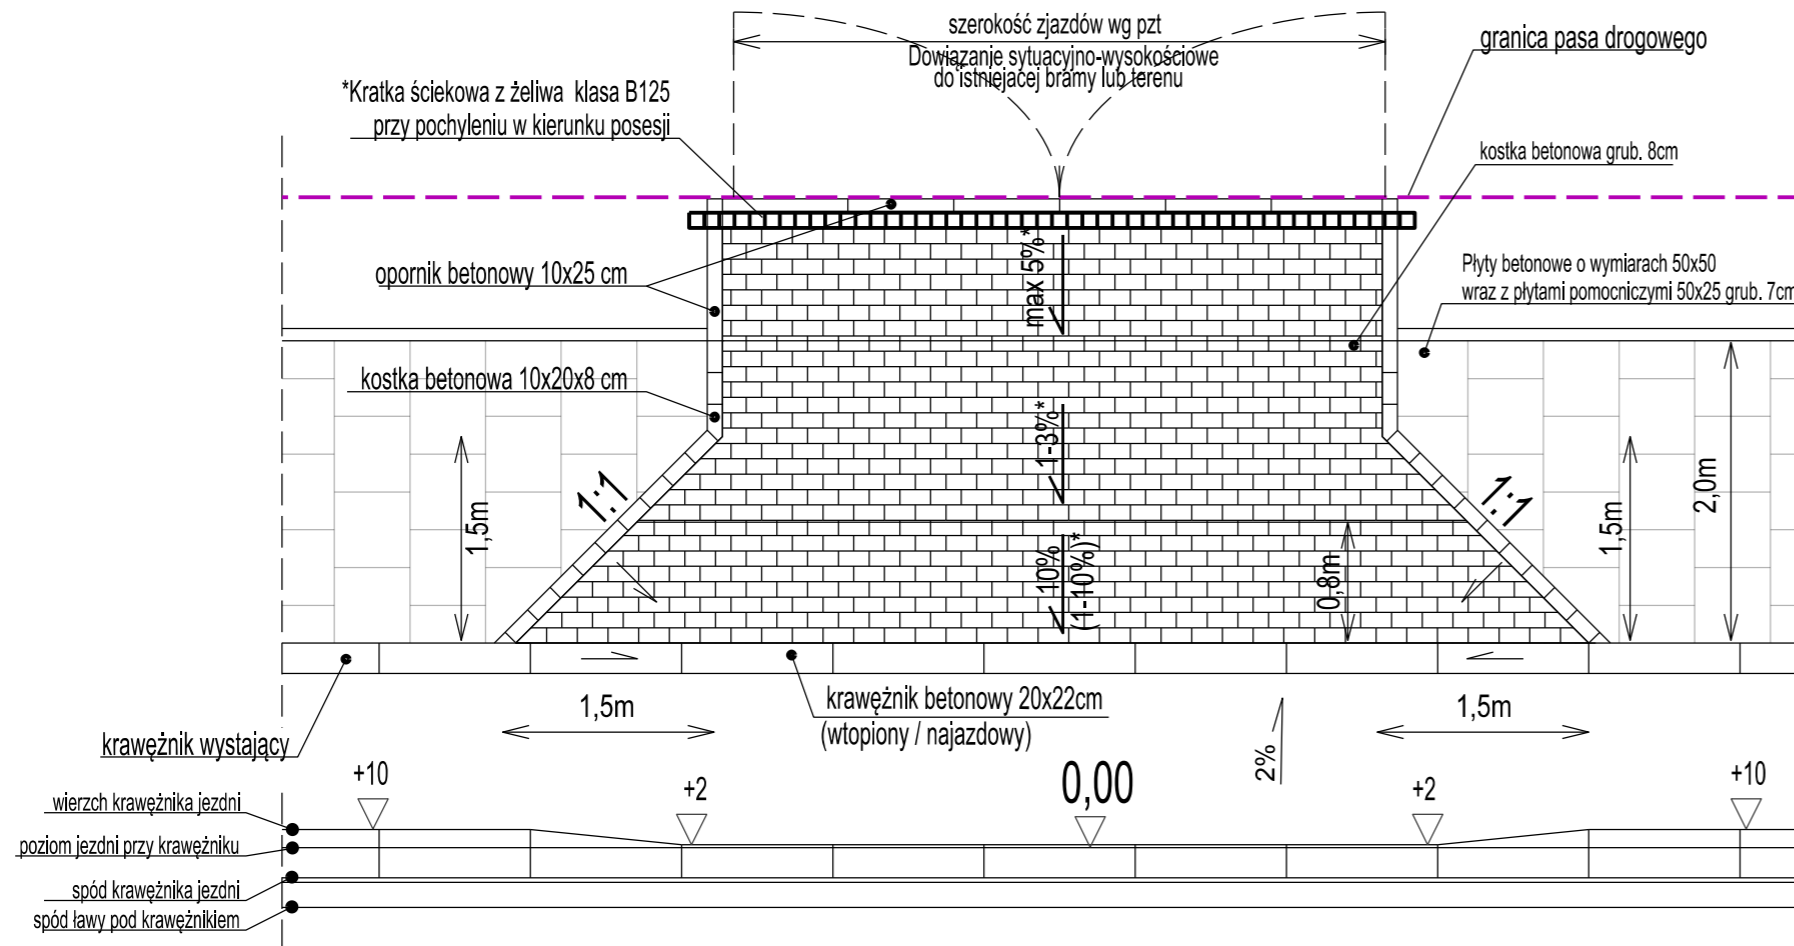 szerokość zjazdów wg pzt
Dowiązanie sytuacyjno-wysokościowe
do istniejącej bramy lub terenu
granica pasa drogowego
*Kratka ściekowa z żeliwa klasa B125
przy pochyleniu w kierunku posesji
kostka betonowa grub. 8cm
opornik betonowy 10x25 cm
max 5%*
Płyty betonowe o wymiarach 50x50
wraz z płytami pomocniczymi 50x25 grub. 7cm
kostka betonowa 10x20x8 cm
1-3%*
1:1
1:1
1,5m
1,5m
2,0m
10%
(1-10%)*
0,8m
krawężnik betonowy 20x22cm
(wtopiony / najazdowy)
1,5m
1,5m
2%
krawężnik wystający
+10
+2
0,00
+2
+10
wierzch krawężnika jezdni
poziom jezdni przy krawężniku
spód krawężnika jezdni
spód ławy pod krawężnikiem